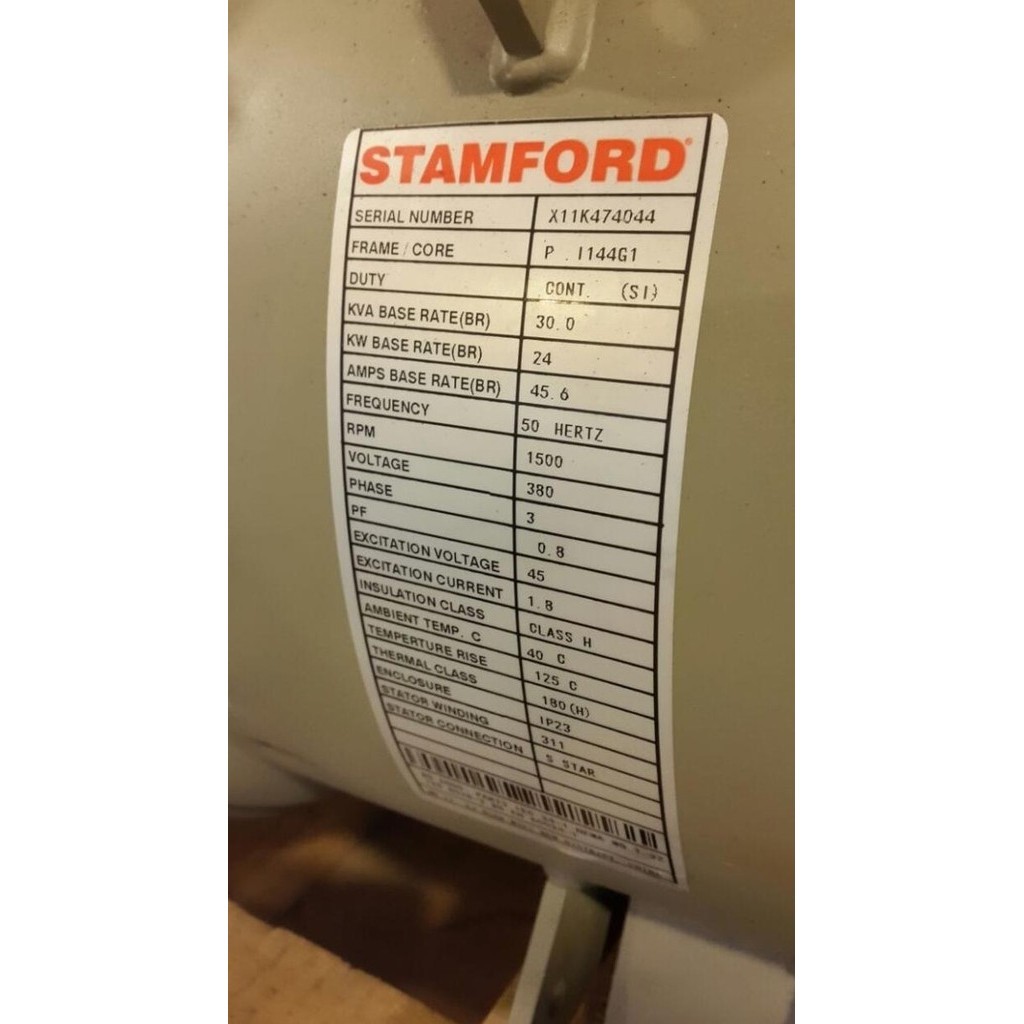 STAMFORD®
SERIAL NUMBER X11K474044
FRAME / CORE P . I144G1
DUTY CONT. (SI)
KVA BASE RATE(BR) 30.0
KW BASE RATE(BR) 24
AMPS BASE RATE(BR) 45.6
FREQUENCY 50 HERTZ
RPM 1500
VOLTAGE 380
PHASE 3
PF 0.8
EXCITATION VOLTAGE 45
EXCITATION CURRENT 1.8
INSULATION CLASS CLASS H
AMBIENT TEMP. C 40 C
TEMPERTURE RISE 125 C
THERMAL CLASS 180(H)
ENCLOSURE IP23
STATOR WINDING 311
STATOR CONNECTION S STAR